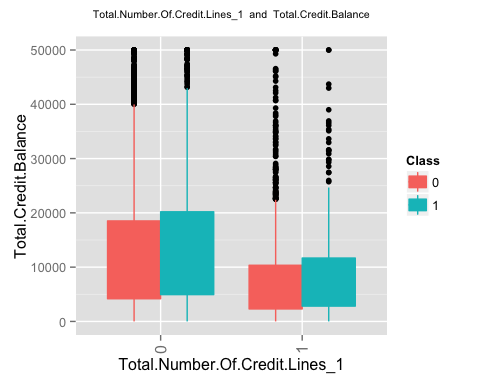 Total.Number.Of.Credit.Lines_1 and Total.Credit.Balance
50000
40000
30000
20000
10000
0
Total.Credit.Balance
0
1
Total.Number.Of.Credit.Lines_1
Class
0
1